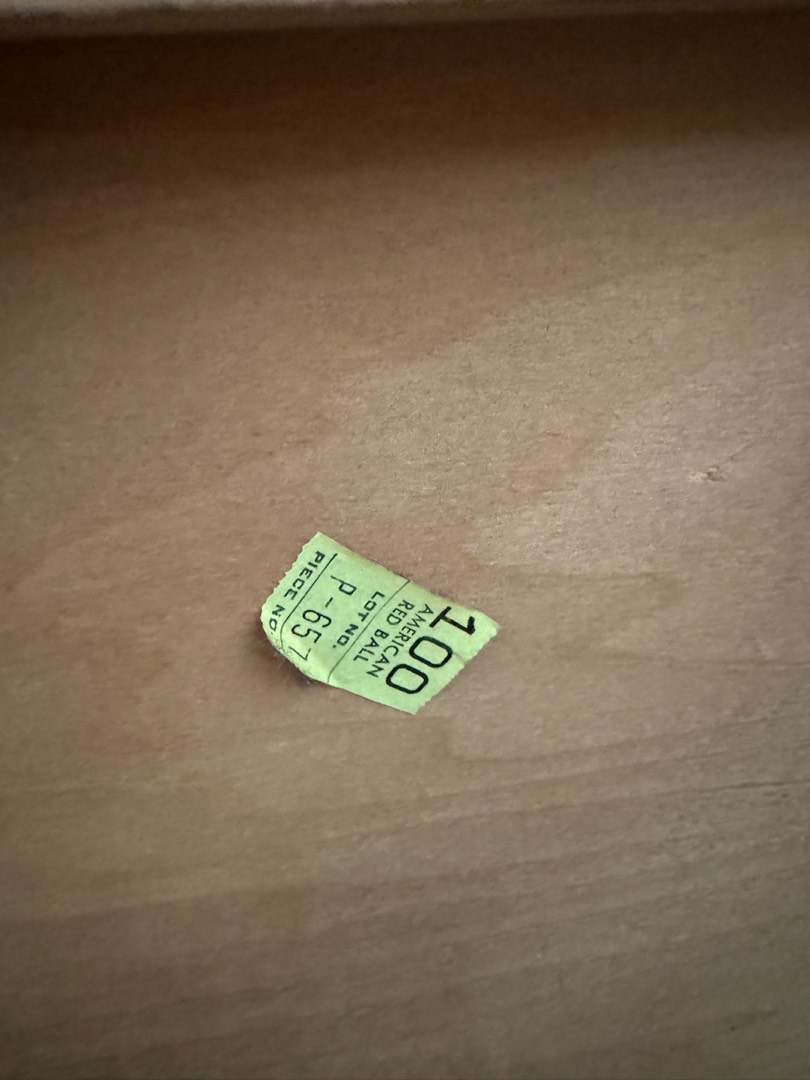 100
AMERICAN
RED BALL
LOT NO.
P-657
PIECE NO.